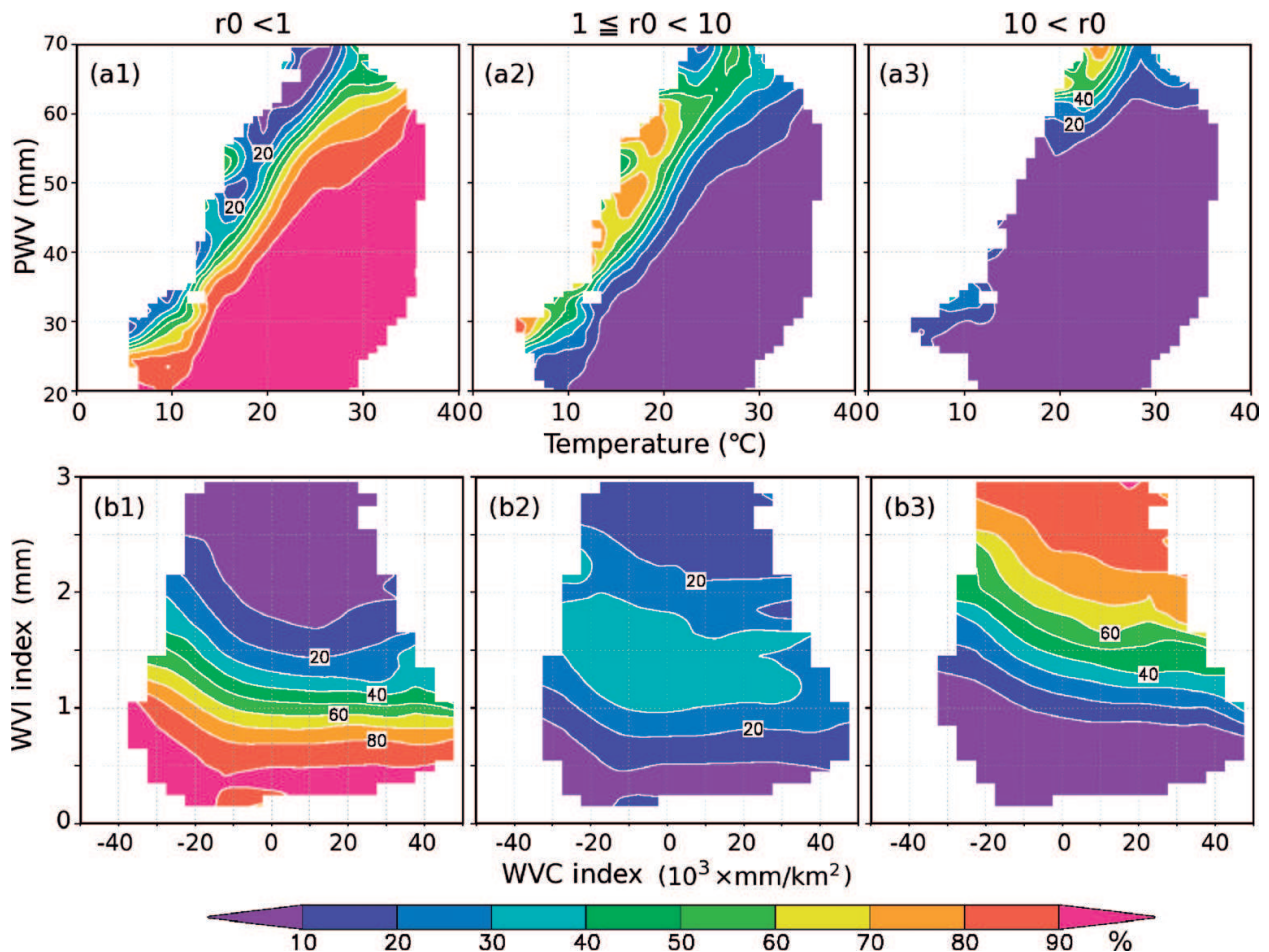 r0 <1
1 ≦ r0 < 10
10 < r0
70
60
50
40
30
20
PWV (mm)
(a1)
20
20
(a2)
(a3)
40
20
0 10 20 30 40
0 10 20 30 40
0 10 20 30 40
Temperature (℃)
3
2
1
0
WVI index (mm)
(b1)
20
40
60
80
(b2)
20
20
(b3)
60
40
-40 -20 0 20 40
-40 -20 0 20 40
-40 -20 0 20 40
WVC index (10³ ×mm/km²)
10 20 30 40 50 60 70 80 90 %